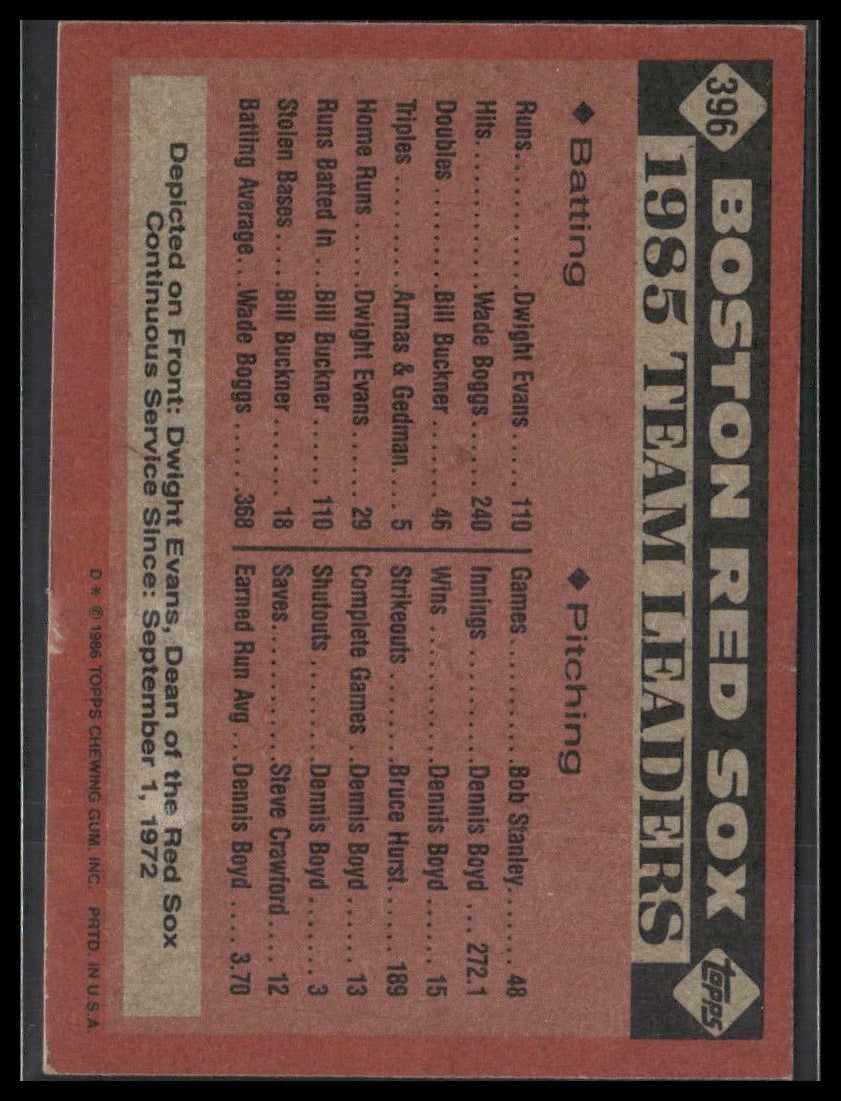 396
BOSTON RED SOX
topps
1985 TEAM LEADERS
◆ Batting
Runs...........Dwight Evans..... 110
Hits............Wade Boggs...... 240
Doubles.........Bill Buckner....... 46
Triples..........Armas & Gedman.... 5
Home Runs......Dwight Evans...... 29
Runs Batted In ...Bill Buckner...... 110
Stolen Bases.....Bill Buckner....... 18
Batting Average..Wade Boggs......368
◆ Pitching
Games..........Bob Stanley....... 48
Innings..........Dennis Boyd ... 272.1
Wins............Dennis Boyd...... 15
Strikeouts........Bruce Hurst..... 189
Complete Games ..Dennis Boyd..... 13
Shutouts.........Dennis Boyd....... 3
Saves...........Steve Crawford.... 12
Earned Run Avg ...Dennis Boyd.... 3.70
Depicted on Front: Dwight Evans, Dean of the Red Sox
Continuous Service Since: September 1, 1972
D * © 1986 TOPPS CHEWING GUM, INC. PRTD. IN U.S.A.